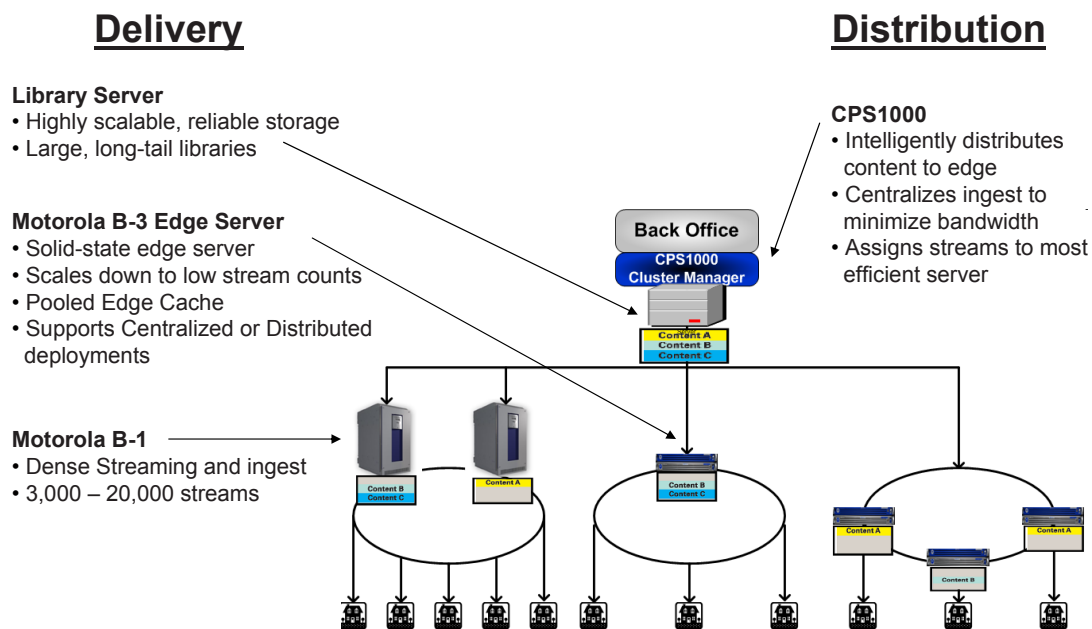 Delivery
Distribution
Library Server
• Highly scalable, reliable storage
• Large, long-tail libraries
Motorola B-3 Edge Server
• Solid-state edge server
• Scales down to low stream counts
• Pooled Edge Cache
• Supports Centralized or Distributed
deployments
Motorola B-1
• Dense Streaming and ingest
• 3,000 – 20,000 streams
CPS1000
• Intelligently distributes
content to edge
• Centralizes ingest to
minimize bandwidth
• Assigns streams to most
efficient server
Back Office
CPS1000
Cluster Manager
Content A
Content B
Content C
Content B
Content C
Content A
Content B
Content C
Content A
Content A
Content B